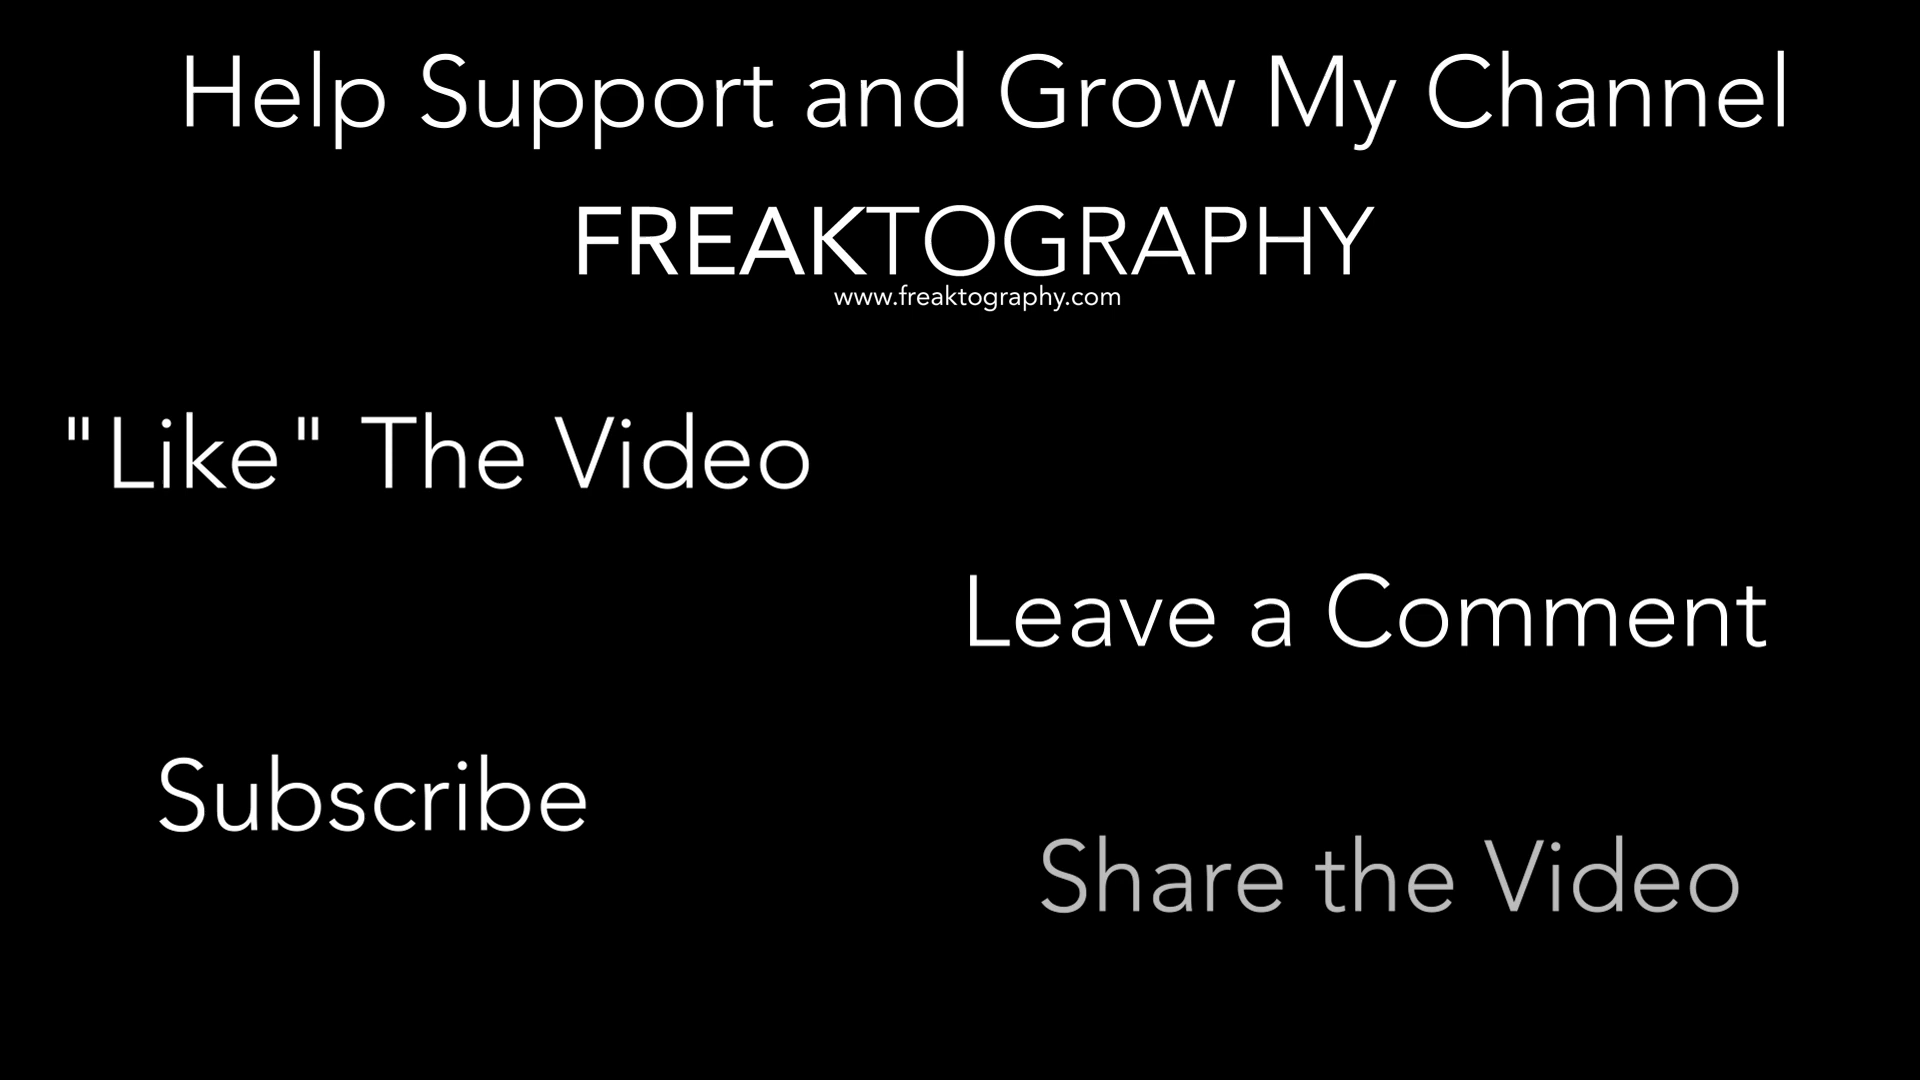 Help Support and Grow My Channel
FREAKTOGRAPHY
www.freaktography.com
"Like" The Video
Leave a Comment
Subscribe
Share the Video